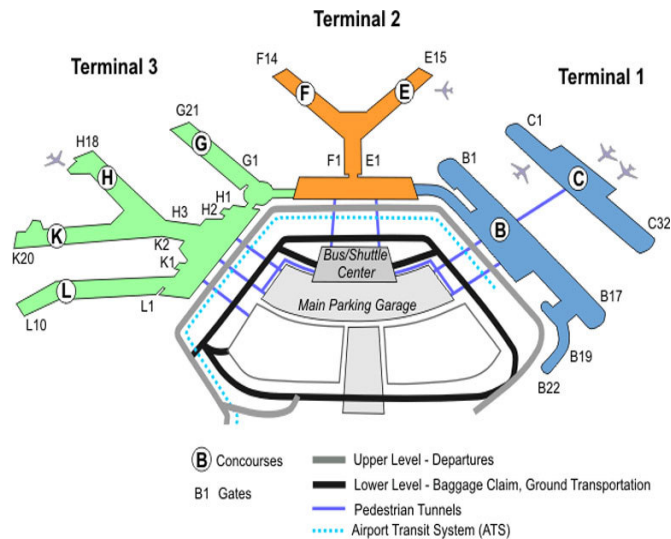 Terminal 2
Terminal 3
Terminal 1
F14
E15
F
E
G21
G
G1
F1
E1
B1
C1
C
C32
H18
H
H1
H2
H3
K
K20
K2
K1
L
L10
L1
B
B17
B19
B22
Bus/Shuttle
Center
Main Parking Garage
B Concourses
B1 Gates
Upper Level - Departures
Lower Level - Baggage Claim, Ground Transportation
Pedestrian Tunnels
Airport Transit System (ATS)